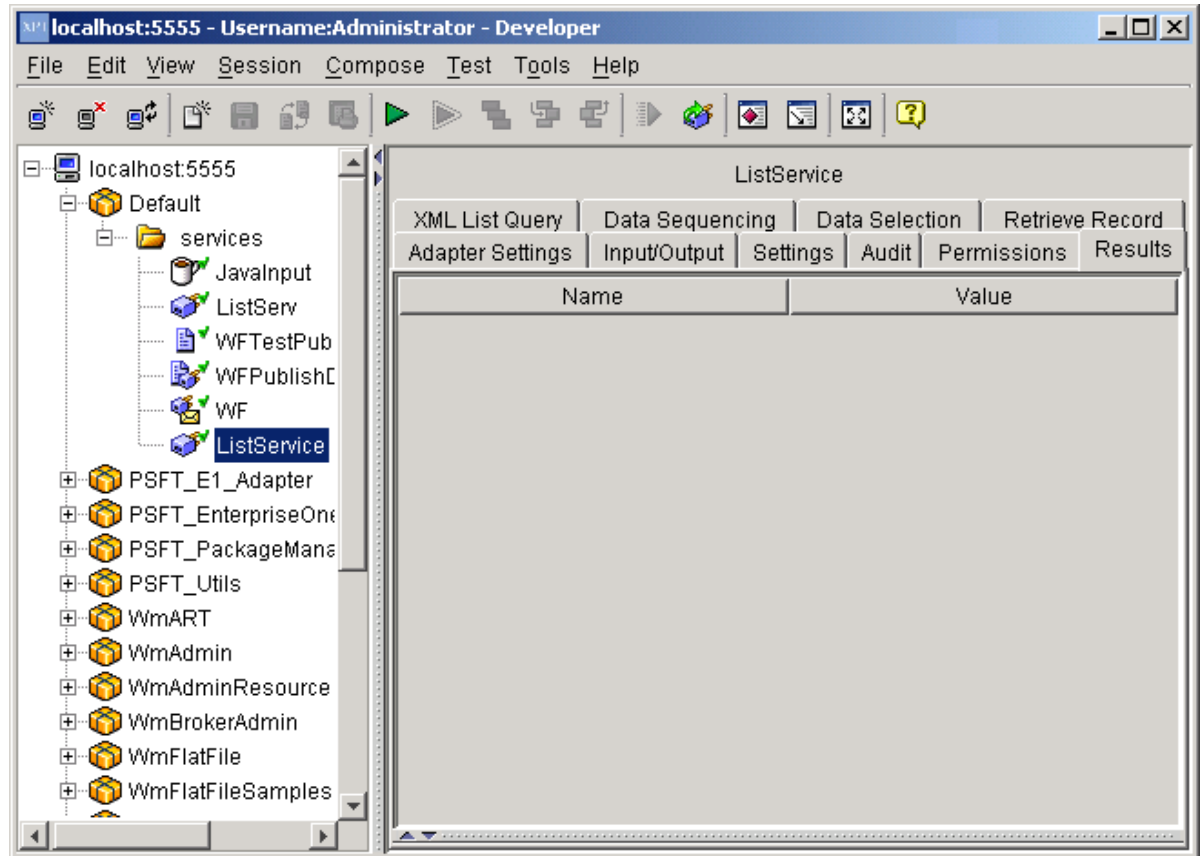 localhost:5555 - Username:Administrator - Developer
File Edit View Session Compose Test Tools Help
localhost:5555
Default
services
JavaInput
ListServ
WFTestPub
WFPublishD
WF
ListService
PSFT_E1_Adapter
PSFT_EnterpriseOne
PSFT_PackageMana
PSFT_Utils
WmART
WmAdmin
WmAdminResource
WmBrokerAdmin
WmFlatFile
WmFlatFileSamples
ListService
XML List Query Data Sequencing Data Selection Retrieve Record
Adapter Settings Input/Output Settings Audit Permissions Results
Name Value